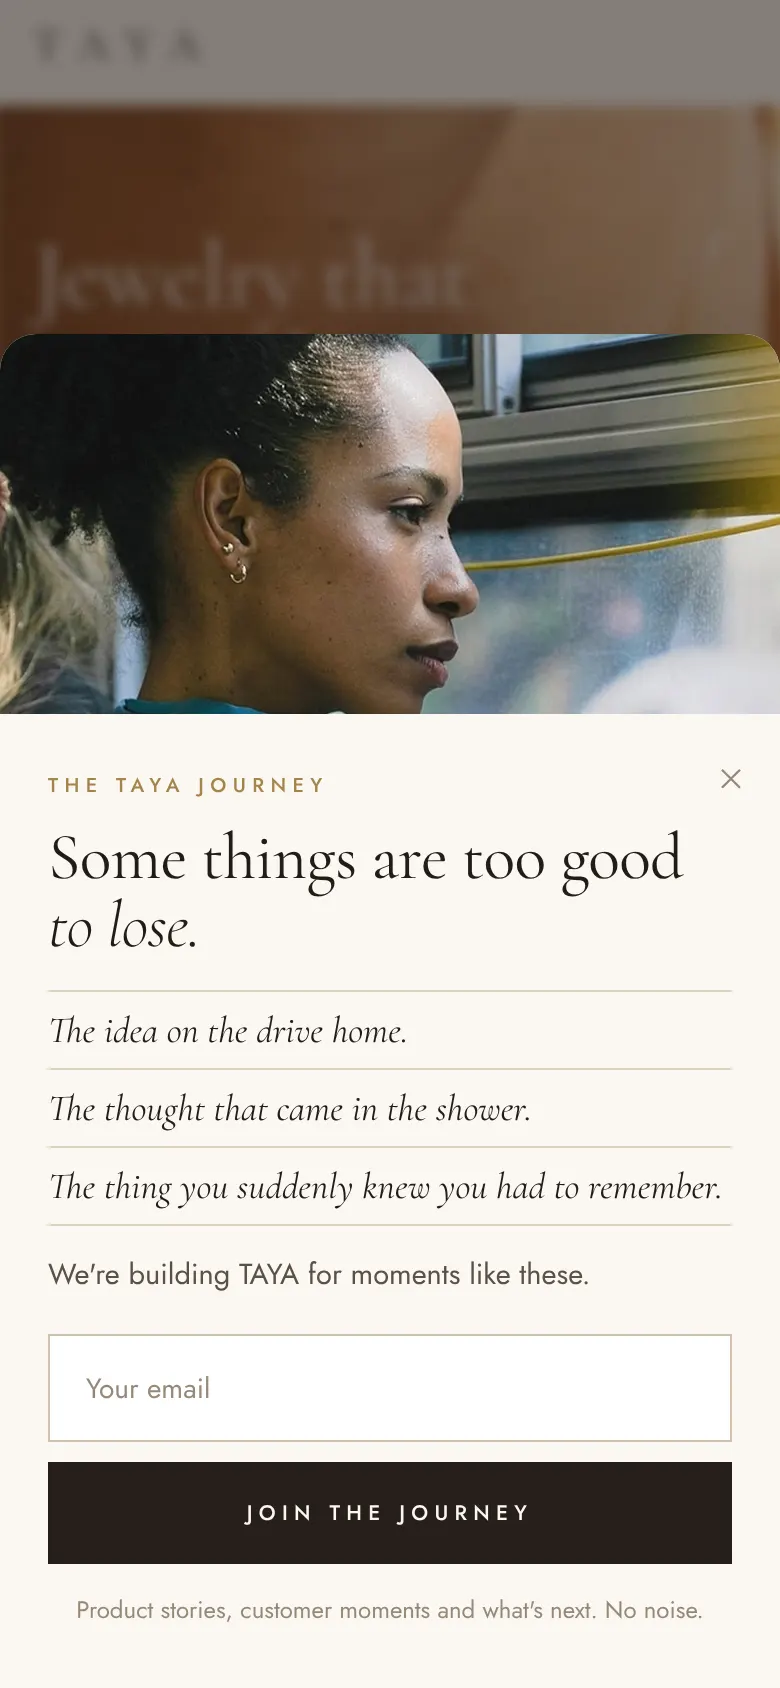 TAYA
Jewelry that
THE TAYA JOURNEY
Some things are too good
to lose.
The idea on the drive home.
The thought that came in the shower.
The thing you suddenly knew you had to remember.
We're building TAYA for moments like these.
Your email
JOIN THE JOURNEY
Product stories, customer moments and what's next. No noise.